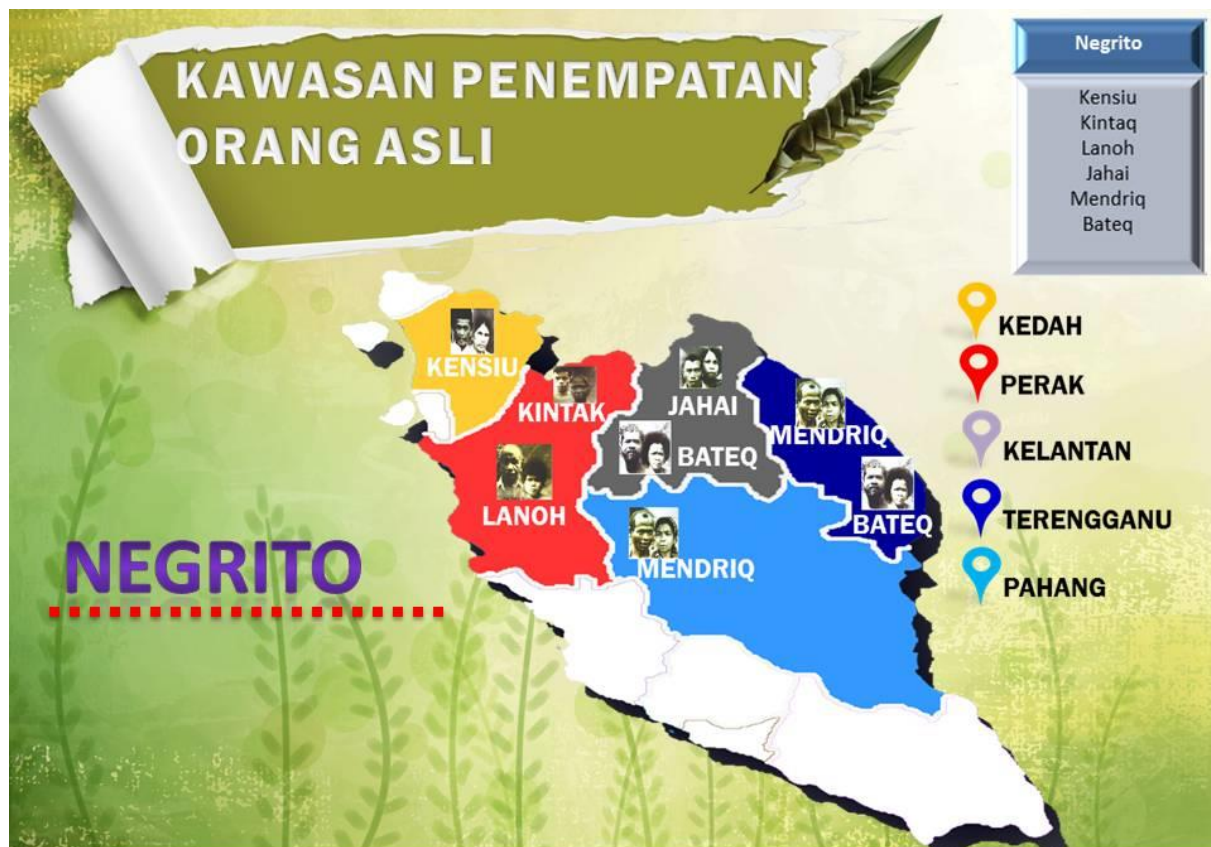 KAWASAN PENEMPATAN
ORANG ASLI
Negrito
Kensiu
Kintaq
Lanoh
Jahai
Mendriq
Bateq
KENSIU
KINTAK
JAHAI
MENDRIQ
BATEQ
LANOH
BATEQ
MENDRIQ
NEGRITO
KEDAH
PERAK
KELANTAN
TERENGGANU
PAHANG